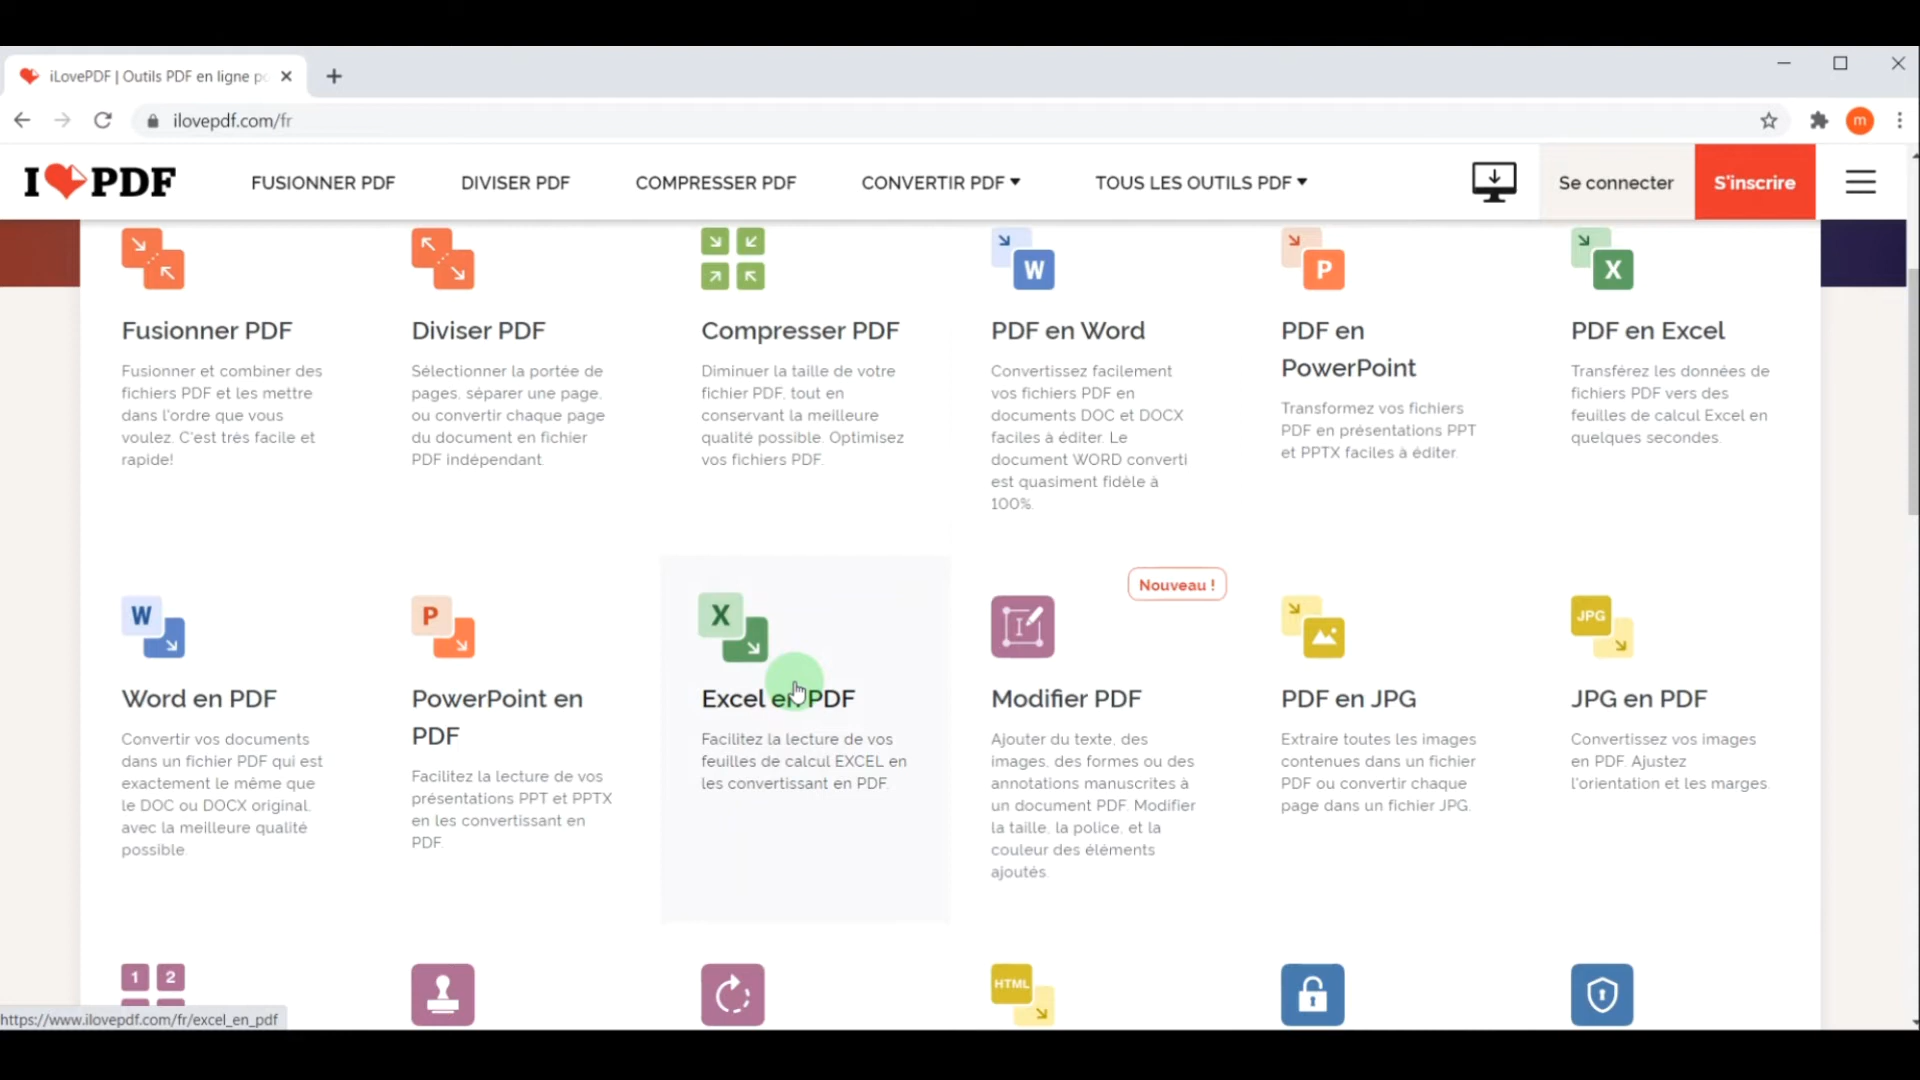 iLovePDF | Outils PDF en ligne po
ilovepdf.com/fr
m
I PDF
FUSIONNER PDF
DIVISER PDF
COMPRESSER PDF
CONVERTIR PDF
TOUS LES OUTILS PDF
Se connecter
S'inscrire
W
P
X
Fusionner PDF
Fusionner et combiner des
fichiers PDF et les mettre
dans l'ordre que vous
voulez. C'est très facile et
rapide!
Diviser PDF
Sélectionner la portée de
pages, séparer une page,
ou convertir chaque page
du document en fichier
PDF indépendant.
Compresser PDF
Diminuer la taille de votre
fichier PDF, tout en
conservant la meilleure
qualité possible. Optimisez
vos fichiers PDF.
PDF en Word
Convertissez facilement
vos fichiers PDF en
documents DOC et DOCX
faciles à éditer. Le
document WORD converti
est quasiment fidèle à
100%.
PDF en
PowerPoint
Transformez vos fichiers
PDF en présentations PPT
et PPTX faciles à éditer.
PDF en Excel
Transférez les données de
fichiers PDF vers des
feuilles de calcul Excel en
quelques secondes.
W
Word en PDF
Convertir vos documents
dans un fichier PDF qui est
exactement le même que
le DOC ou DOCX original,
avec la meilleure qualité
possible.
P
PowerPoint en
PDF
Facilitez la lecture de vos
présentations PPT et PPTX
en les convertissant en
PDF.
X
Excel en PDF
Facilitez la lecture de vos
feuilles de calcul EXCEL en
les convertissant en PDF.
Nouveau !
Modifier PDF
Ajouter du texte, des
images, des formes ou des
annotations manuscrites à
un document PDF. Modifier
la taille, la police, et la
couleur des éléments
ajoutés.
PDF en JPG
Extraire toutes les images
contenues dans un fichier
PDF ou convertir chaque
page dans un fichier JPG.
JPG
JPG en PDF
Convertissez vos images
en PDF. Ajustez
l'orientation et les marges.
1 2
HTML
https://www.ilovepdf.com/fr/excel_en_pdf